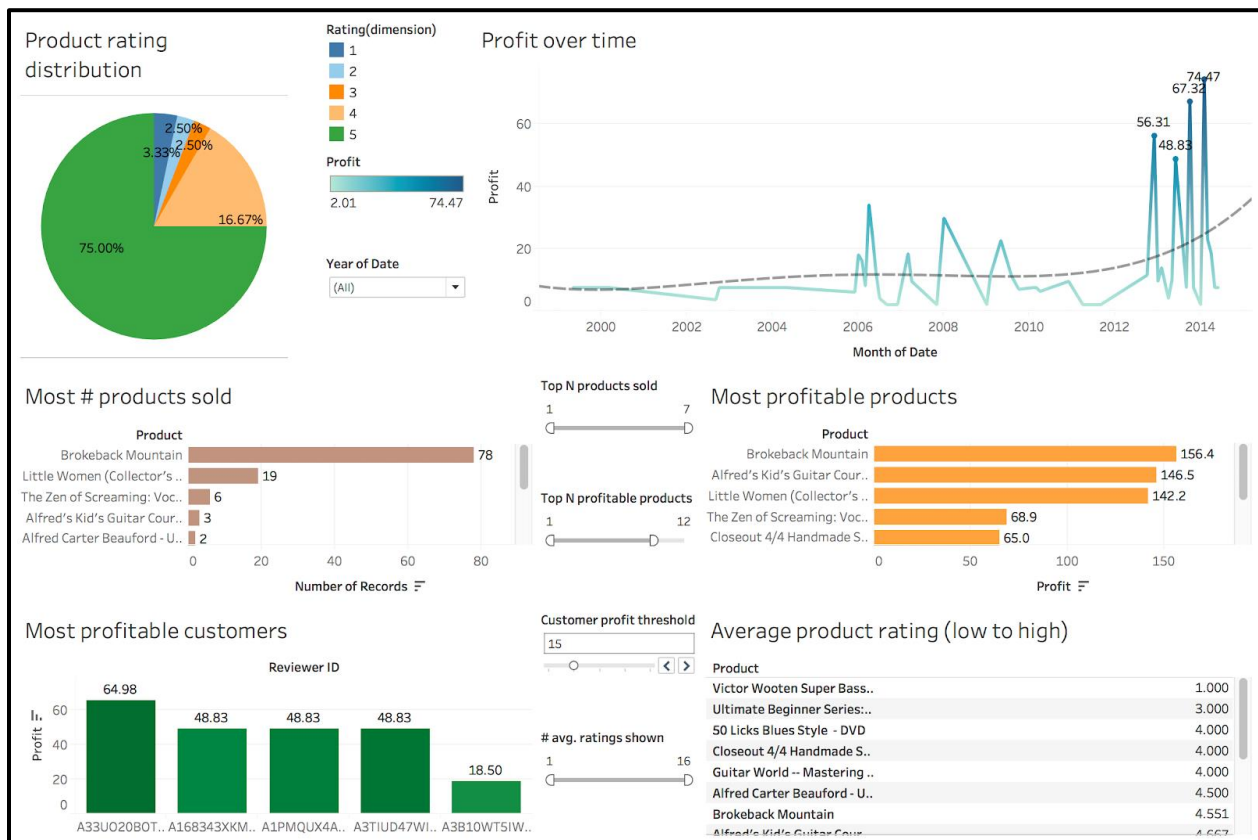 Product rating
distribution
3.33%
2.50%
2.50%
16.67%
75.00%
Rating(dimension)
1
2
3
4
5
Profit
2.01 74.47
Year of Date
(All)
Profit over time
Profit
60
40
20
0
56.31
48.83
67.32
74.47
2000 2002 2004 2006 2008 2010 2012 2014
Month of Date
Most # products sold
Product
Brokeback Mountain 78
Little Women (Collector's .. 19
The Zen of Screaming: Voc.. 6
Alfred's Kid's Guitar Cour.. 3
Alfred Carter Beauford - U.. 2
0 20 40 60 80
Number of Records
Top N products sold
1 7
Top N profitable products
1 12
Most profitable products
Product
Brokeback Mountain 156.4
Alfred's Kid's Guitar Cour.. 146.5
Little Women (Collector's .. 142.2
The Zen of Screaming: Voc.. 68.9
Closeout 4/4 Handmade S.. 65.0
0 50 100 150
Profit
Most profitable customers
Reviewer ID
Profit
60
40
20
0
64.98 48.83 48.83 48.83 18.50
A33UO20BOT.. A168343XKM.. A1PMQUX4A.. A3TIUD47WI.. A3B10WT5IW..
Customer profit threshold
15
# avg. ratings shown
1 16
Average product rating (low to high)
Product
Victor Wooten Super Bass.. 1.000
Ultimate Beginner Series:.. 3.000
50 Licks Blues Style - DVD 4.000
Closeout 4/4 Handmade S.. 4.000
Guitar World -- Mastering .. 4.000
Alfred Carter Beauford - U.. 4.500
Brokeback Mountain 4.551
Alfred's Kid's Guitar Cour.. 4.667